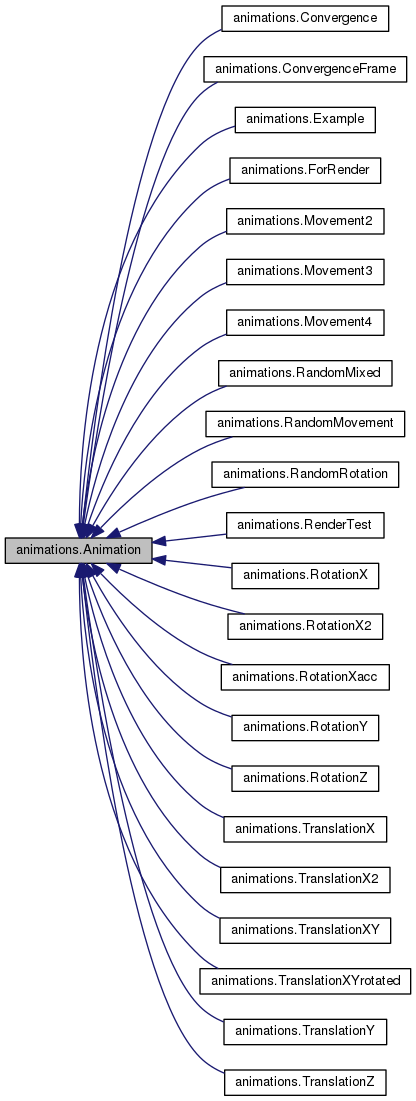 animations.Convergence
animations.ConvergenceFrame
animations.Example
animations.ForRender
animations.Movement2
animations.Movement3
animations.Movement4
animations.RandomMixed
animations.RandomMovement
animations.RandomRotation
animations.RenderTest
animations.Animation
animations.RotationX
animations.RotationX2
animations.RotationXacc
animations.RotationY
animations.RotationZ
animations.TranslationX
animations.TranslationX2
animations.TranslationXY
animations.TranslationXYrotated
animations.TranslationY
animations.TranslationZ